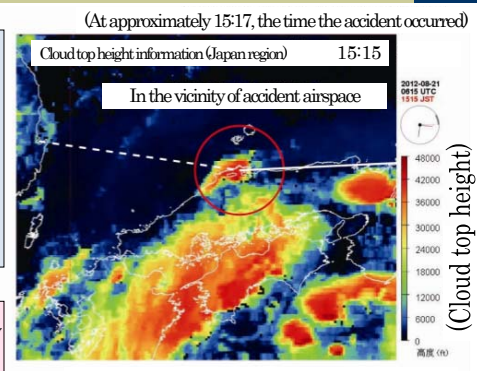 (At approximately 15:17, the time the accident occurred)
Cloud top height information (Japan region) 15:15
In the vicinity of accident airspace
2012-08-21
0615 UTC
1515 JST
48000
42000
36000
30000
24000
18000
12000
6000
0
高度 (ft)
(Cloud top height)